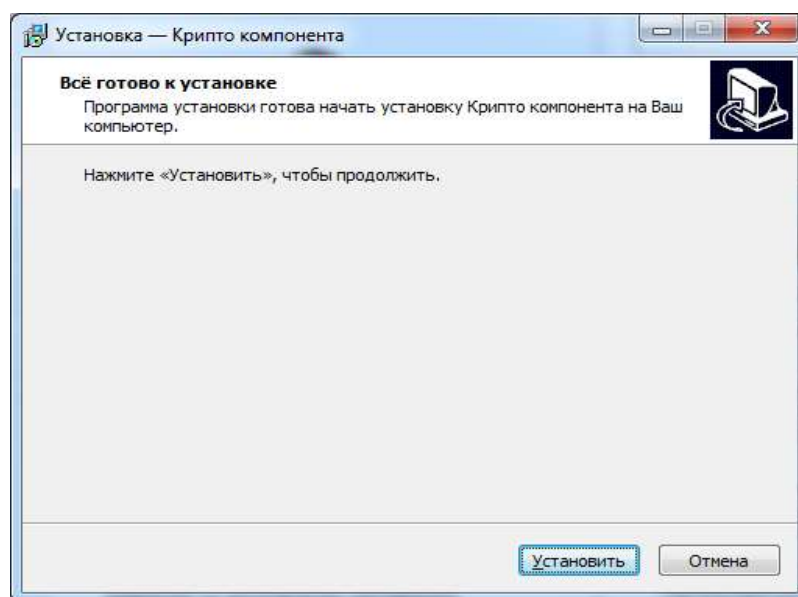 Установка — Крипто компонента
Всё готово к установке
Программа установки готова начать установку Крипто компонента на Ваш
компьютер.
Нажмите «Установить», чтобы продолжить.
Установить
Отмена